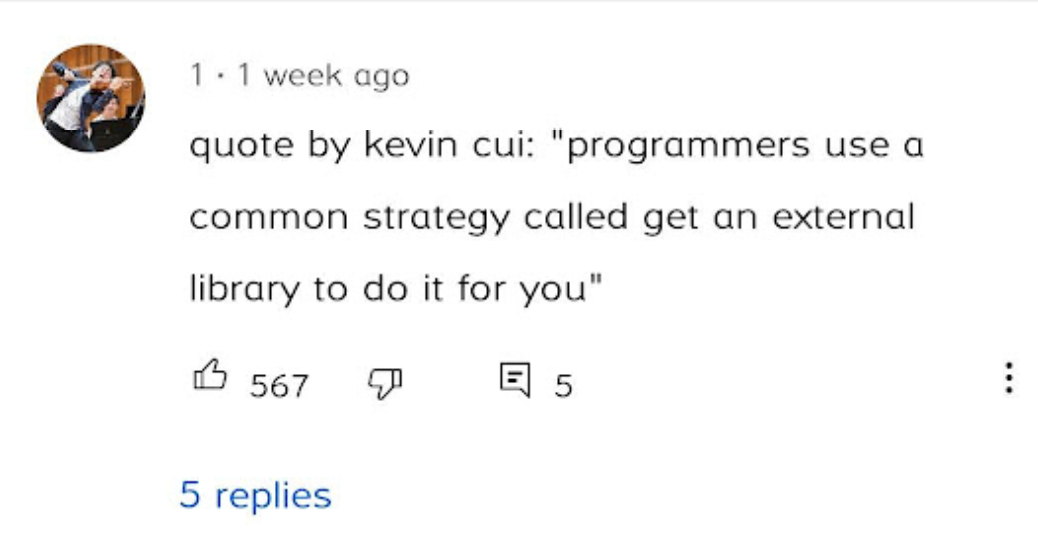 1 · 1 week ago
quote by kevin cui: "programmers use a
common strategy called get an external
library to do it for you"
567 5
5 replies